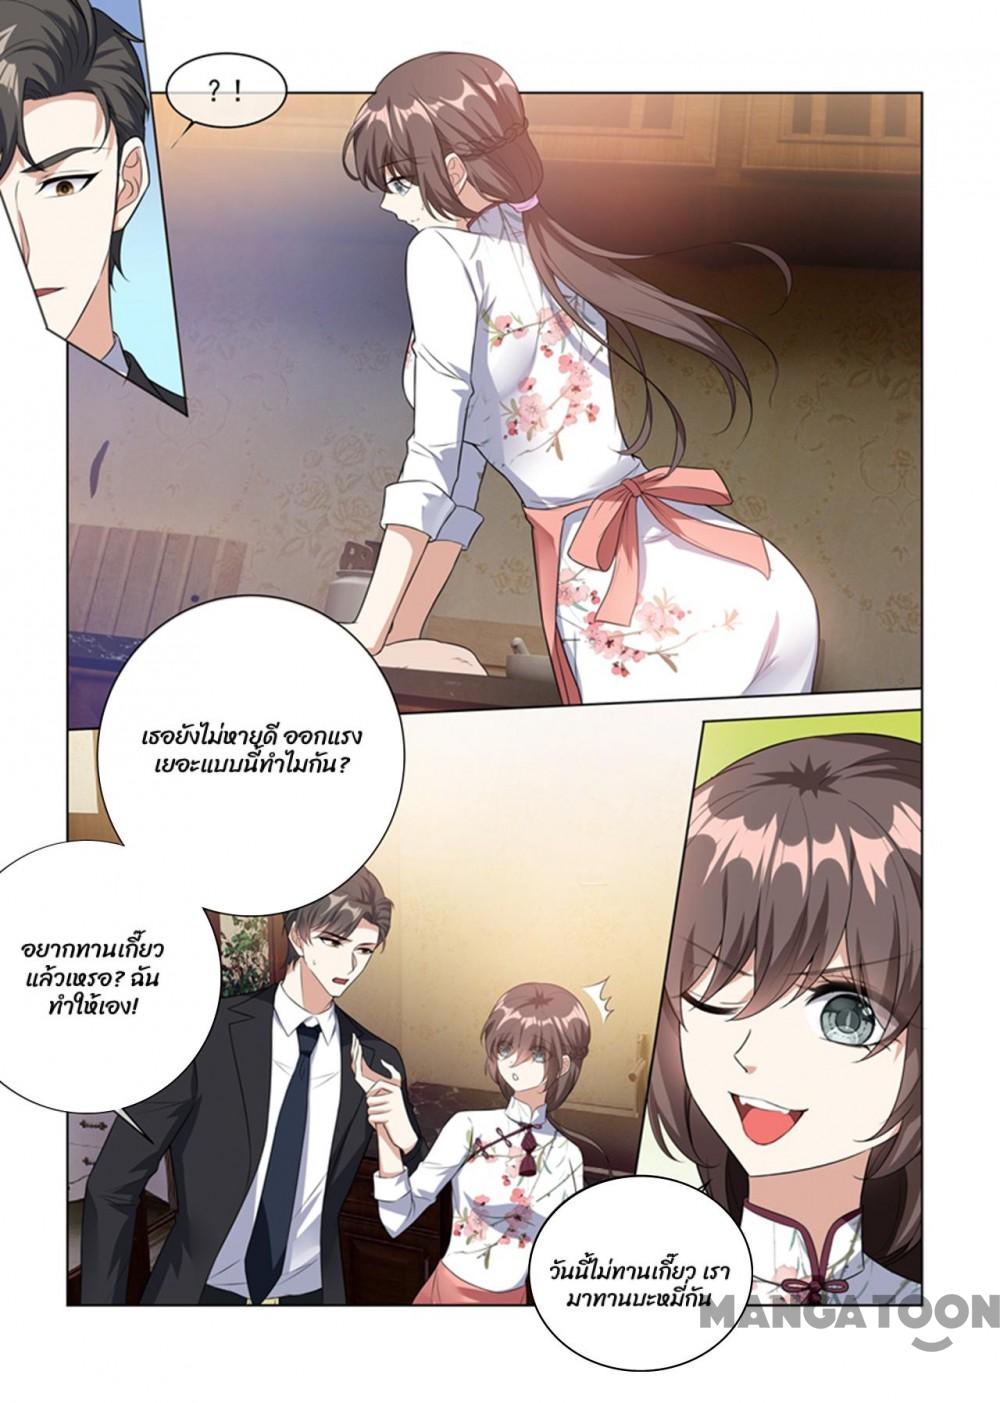 ? !
เธอยังไม่หายดี ออกแรง
เยอะแบบนี้ทำไมกัน?
อยากทานเกี๊ยว
แล้วเหรอ? ฉัน
ทำให้เอง!
วันนี้ไม่ทานเกี๊ยว เรา
มาทานบะหมี่กัน
MANGATOON